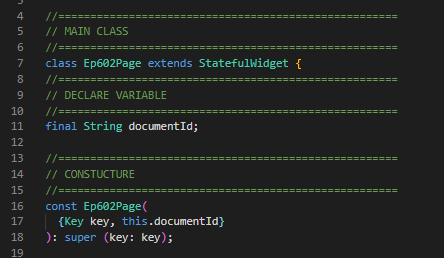 4 //==================================================
5 // MAIN CLASS
6 //==================================================
7 class Ep602Page extends StatefulWidget {
8 //==================================================
9 // DECLARE VARIABLE
10 //==================================================
11 final String documentId;
12
13 //==================================================
14 // CONSTUCTURE
15 //==================================================
16 const Ep602Page(
17 {Key key, this.documentId}
18 ): super (key: key);
19